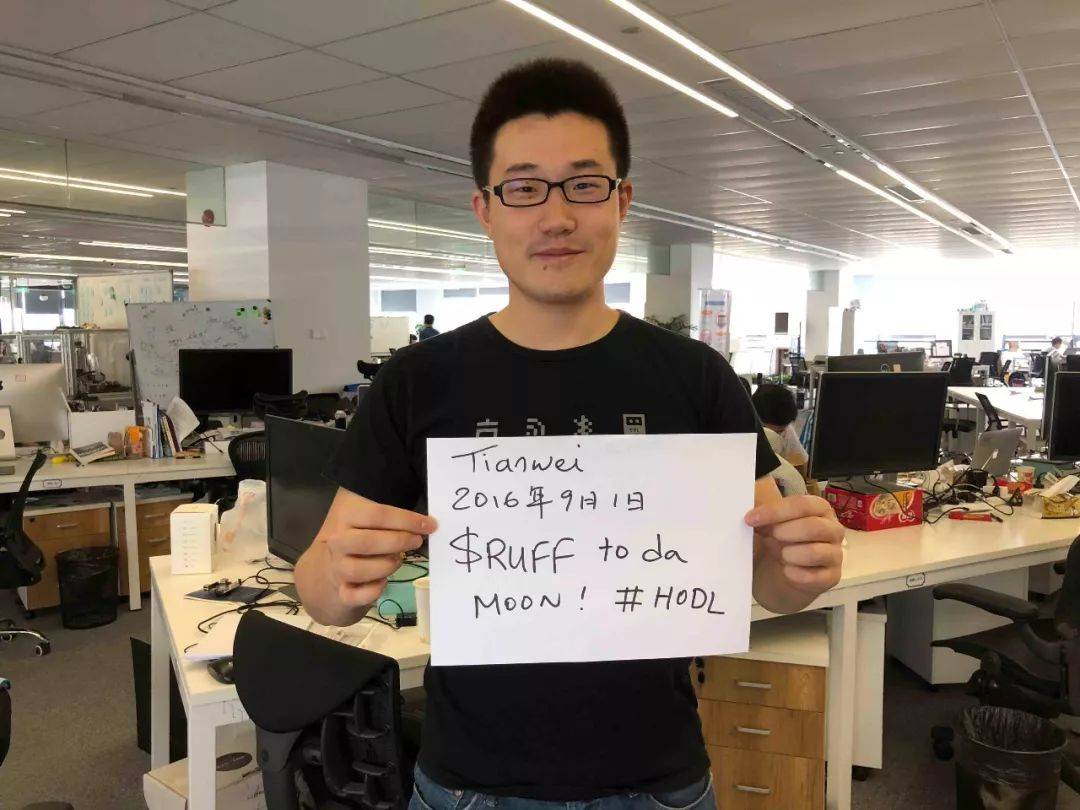 Tianwei
2016年9月1日
$RUFF to da
MOON! #HODL